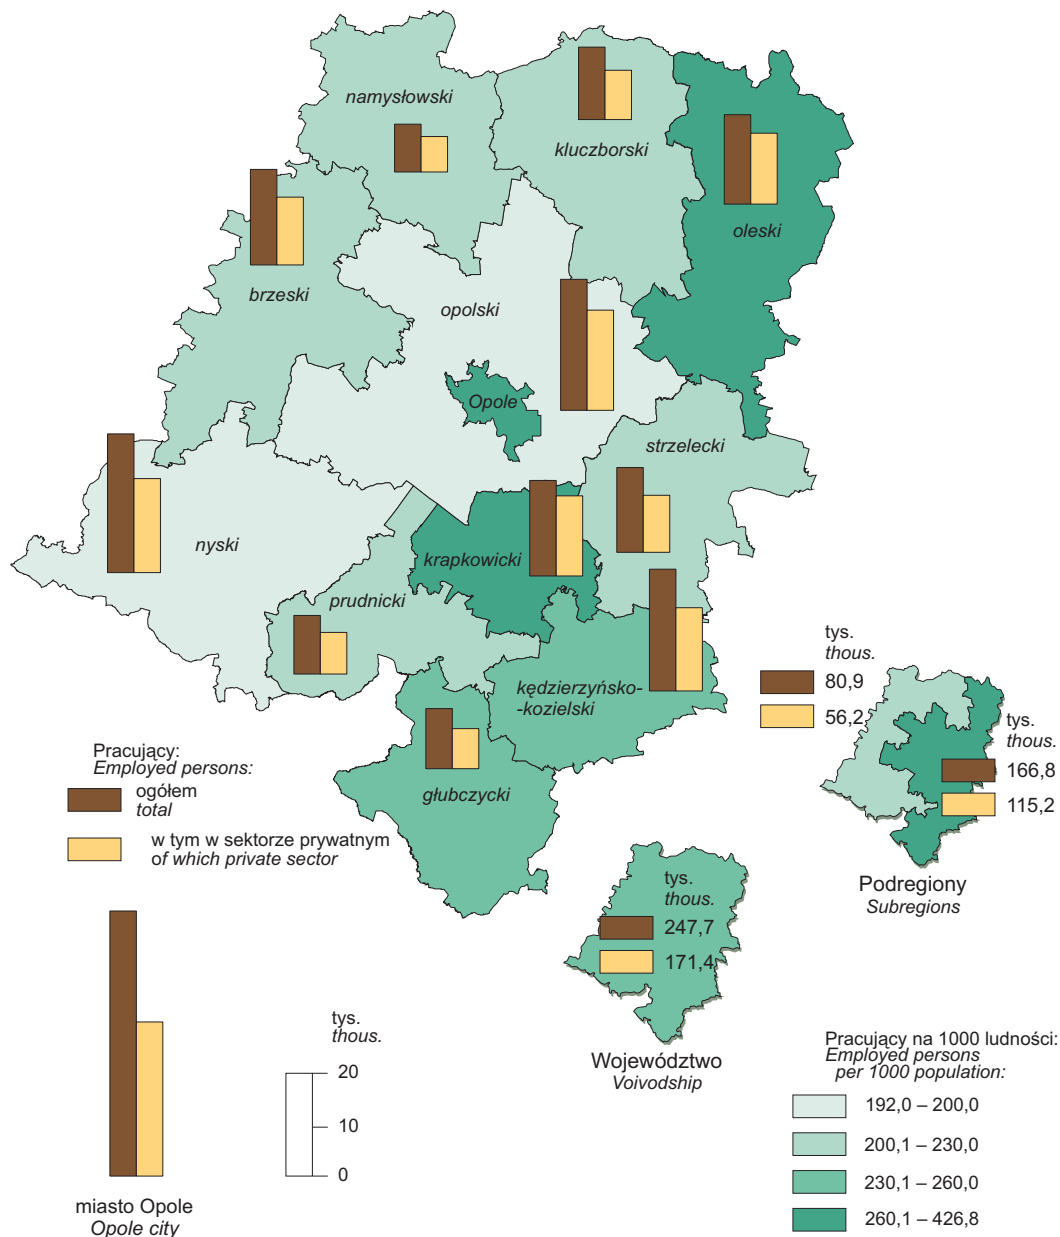 namysłowski
kluczborski
oleski
brzeski
opolski
Opole
strzelecki
nyski
krapkowicki
prudnicki
kędzierzyńsko-
-kozielski
głubczycki
tys.
thous.
80,9
56,2
tys.
thous.
166,8
115,2
Podregiony
Subregions
Pracujący:
Employed persons:
ogółem
total
w tym w sektorze prywatnym
of which private sector
tys.
thous.
247,7
171,4
Województwo
Voivodship
tys.
thous.
20
10
0
miasto Opole
Opole city
Pracujący na 1000 ludności:
Employed persons
per 1000 population:
192,0 – 200,0
200,1 – 230,0
230,1 – 260,0
260,1 – 426,8